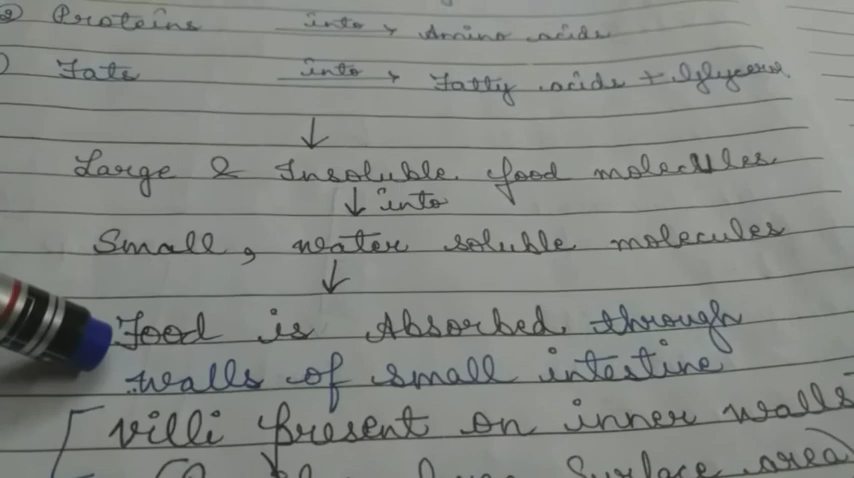 Proteins into → Amino acids
Fats into → Fatty acids + Glycerol
↓
Large & Insoluble food molecules
↓ into
Small, water soluble molecules
↓
Food is Absorbed through
walls of small intestine
villi present on inner walls
surface area)